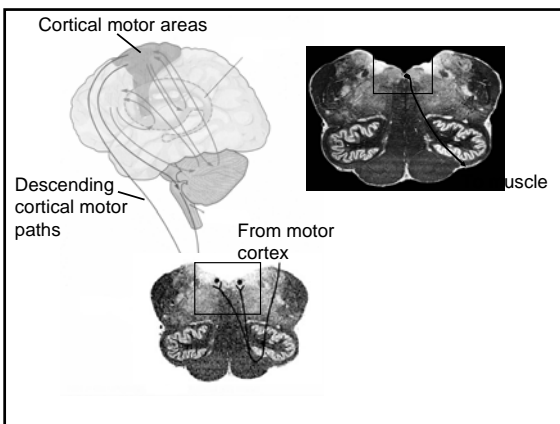 Cortical motor areas
uscle
Descending
cortical motor
paths
From motor
cortex